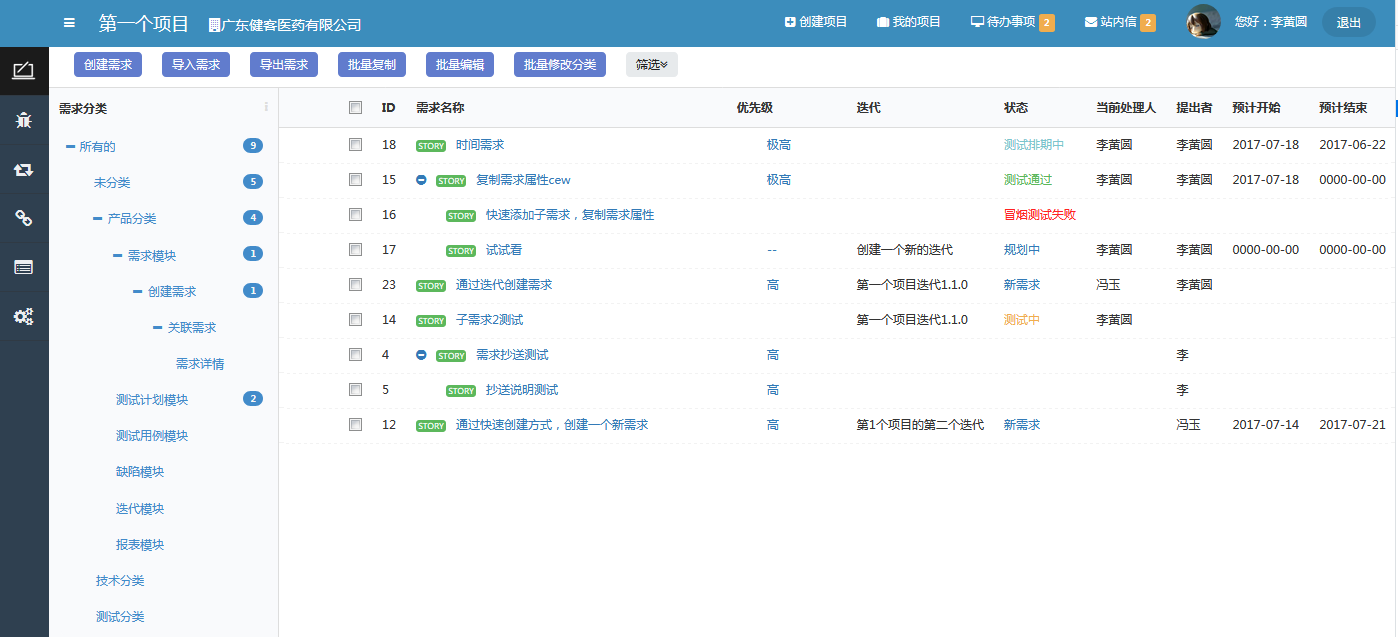 第一个项目 广东健客医药有限公司 创建项目 我的项目 待办事项 2 站内信 2 您好：李茵圆 退出
创建需求 导入需求 导出需求 批量复制 批量编辑 批量修改分类 筛选
需求分类
所有的 9
未分类 5
产品分类 4
需求模块 1
创建需求 1
关联需求
需求详情
测试计划模块 2
测试用例模块
缺陷模块
迭代模块
报表模块
技术分类
测试分类
ID 需求名称 优先级 迭代 状态 当前处理人 提出者 预计开始 预计结束
18 STORY 时间需求 极高 测试排期中 李茵圆 李茵圆 2017-07-18 2017-06-22
15 STORY 复制需求属性cew 极高 测试通过 李茵圆 李茵圆 2017-07-18 0000-00-00
16 STORY 快速添加子需求，复制需求属性 冒烟测试失败
17 STORY 试试看 -- 创建一个新的迭代 规划中 李茵圆 李茵圆 0000-00-00 0000-00-00
23 STORY 通过迭代创建需求 高 第一个项目迭代1.1.0 新需求 冯玉 李茵圆
14 STORY 子需求2测试 第一个项目迭代1.1.0 测试中 李茵圆
4 STORY 需求抄送测试 高 李
5 STORY 抄送说明测试 高 李
12 STORY 通过快速创建方式，创建一个新需求 高 第1个项目的第二个迭代 新需求 冯玉 2017-07-14 2017-07-21